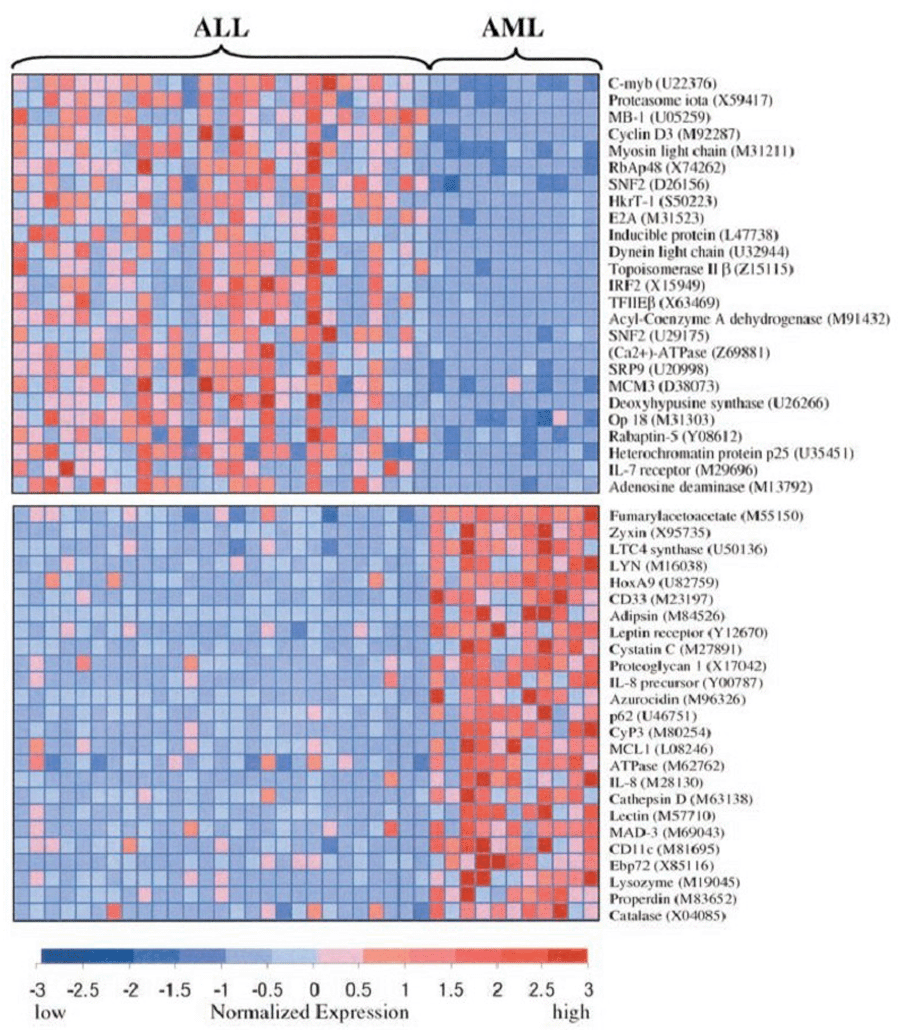 ALL AML
C-myb (U22376)
Proteasome iota (X59417)
MB-1 (U05259)
Cyclin D3 (M92287)
Myosin light chain (M31211)
RbAp48 (X74262)
SNF2 (D26156)
HkrT-1 (S50223)
E2A (M31523)
Inducible protein (L47738)
Dynein light chain (U32944)
Topoisomerase II β (Z15115)
IRF2 (X15949)
TFIIEβ (X63469)
Acyl-Coenzyme A dehydrogenase (M91432)
SNF2 (U29175)
(Ca2+)-ATPase (Z69881)
SRP9 (U20998)
MCM3 (D38073)
Deoxyhypusine synthase (U26266)
Op 18 (M31303)
Rabaptin-5 (Y08612)
Heterochromatin protein p25 (U35451)
IL-7 receptor (M29696)
Adenosine deaminase (M13792)
Fumarylacetoacetate (M55150)
Zyxin (X95735)
LTC4 synthase (U50136)
LYN (M16038)
HoxA9 (U82759)
CD33 (M23197)
Adipsin (M84526)
Leptin receptor (Y12670)
Cystatin C (M27891)
Proteoglycan 1 (X17042)
IL-8 precursor (Y00787)
Azurocidin (M96326)
p62 (U46751)
CyP3 (M80254)
MCL1 (L08246)
ATPase (M62762)
IL-8 (M28130)
Cathepsin D (M63138)
Lectin (M57710)
MAD-3 (M69043)
CD11c (M81695)
Ebp72 (X85116)
Lysozyme (M19045)
Properdin (M83652)
Catalase (X04085)
-3 -2.5 -2 -1.5 -1 -0.5 0 0.5 1 1.5 2 2.5 3
low Normalized Expression high